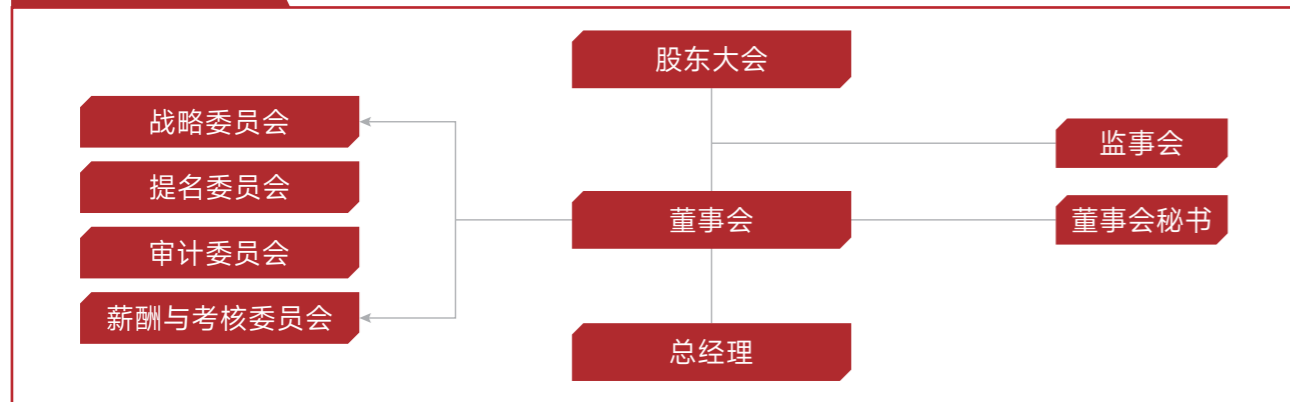 股东大会
战略委员会
监事会
提名委员会
董事会
董事会秘书
审计委员会
薪酬与考核委员会
总经理